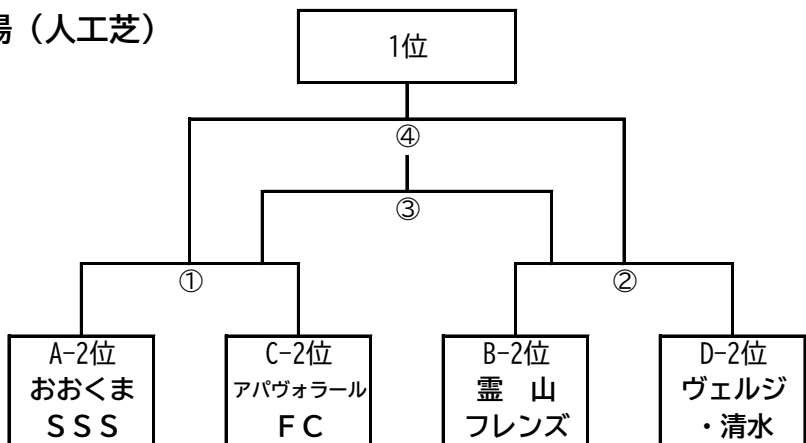 場（人工芝）
1位
④
③
①
②
A-2位
おおくま
ＳＳＳ
C-2位
アパヴォラール
ＦＣ
B-2位
霊　山
フレンズ
D-2位
ヴェルジ
・清水